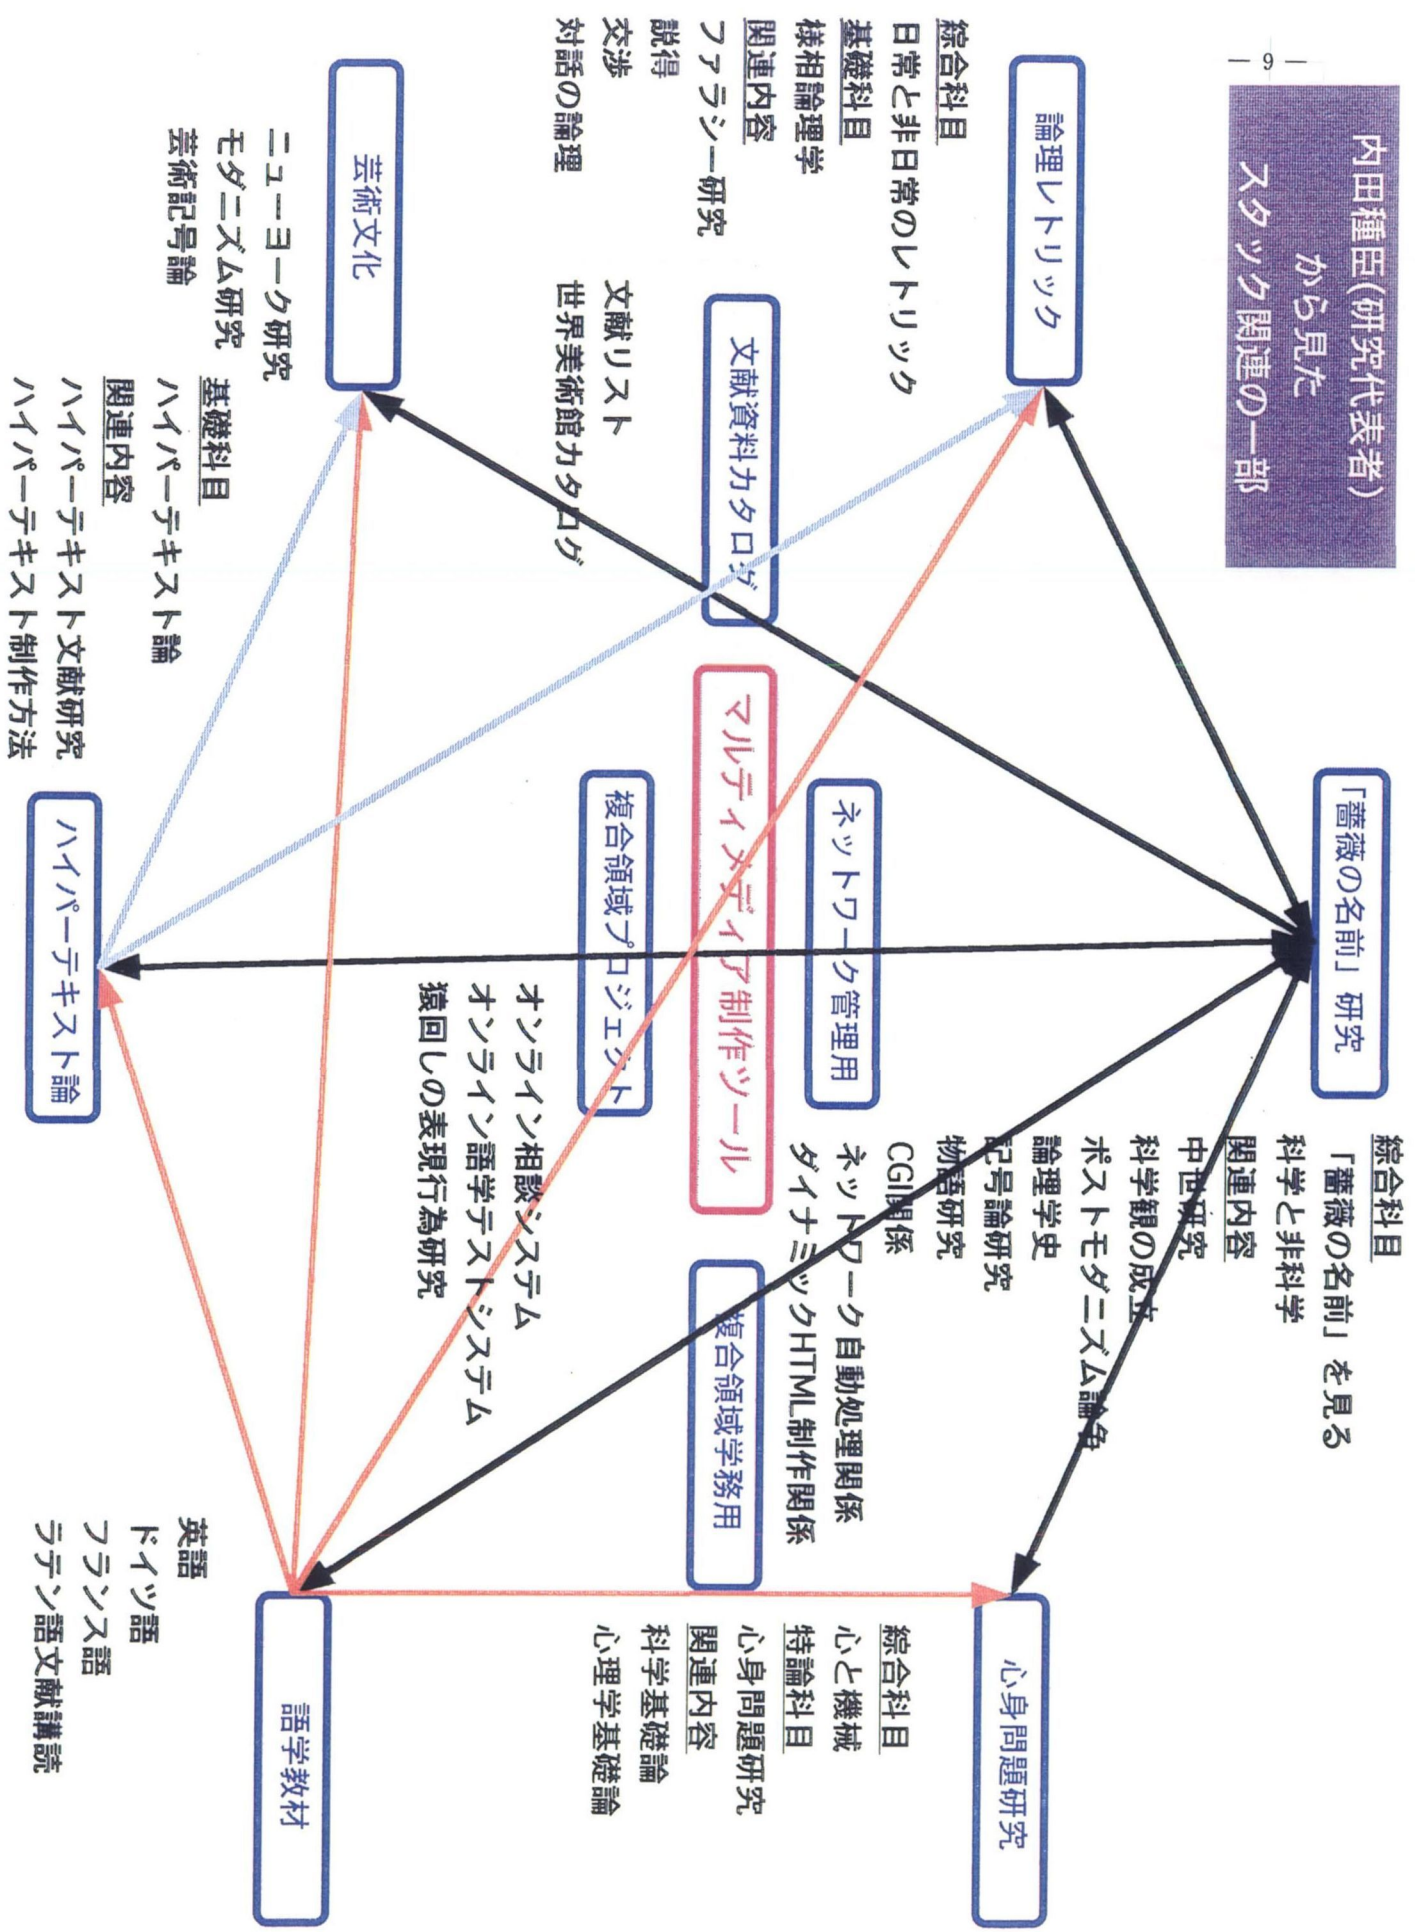 — 9 —
内田種臣(研究代表者)
から見た
スタック関連の一部
論理レトリック
綜合科目
日常と非日常のレトリック
基礎科目
様相論理学
関連内容
ファラシー研究
説得
交渉
対話の論理
「薔薇の名前」研究
綜合科目
「薔薇の名前」を見る
科学と非科学
関連内容
中世研究
科学観の成立
ポストモダニズム論争
論理学史
記号論研究
物語研究
心身問題研究
綜合科目
心と機械
特論科目
心身問題研究
関連内容
科学基礎論
心理学基礎論
ネットワーク管理用
CGI関係
ネットワーク自動処理関係
ダイナミックHTML制作関係
文献資料カタログ
文献リスト
世界美術館カタログ
マルティメディア制作ツール
複合領域学務用
複合領域プロジェクト
オンライン相談システム
オンライン語学テストシステム
猿回しの表現行為研究
芸術文化
ニューヨーク研究
モダニズム研究
芸術記号論
ハイパーテキスト論
基礎科目
ハイパーテキスト論
関連内容
ハイパーテキスト文献研究
ハイパーテキスト制作方法
語学教材
英語
ドイツ語
フランス語
ラテン語文献講読